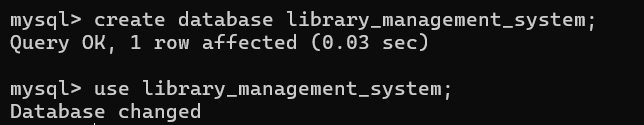 mysql> create database library_management_system;
Query OK, 1 row affected (0.03 sec)
mysql> use library_management_system;
Database changed